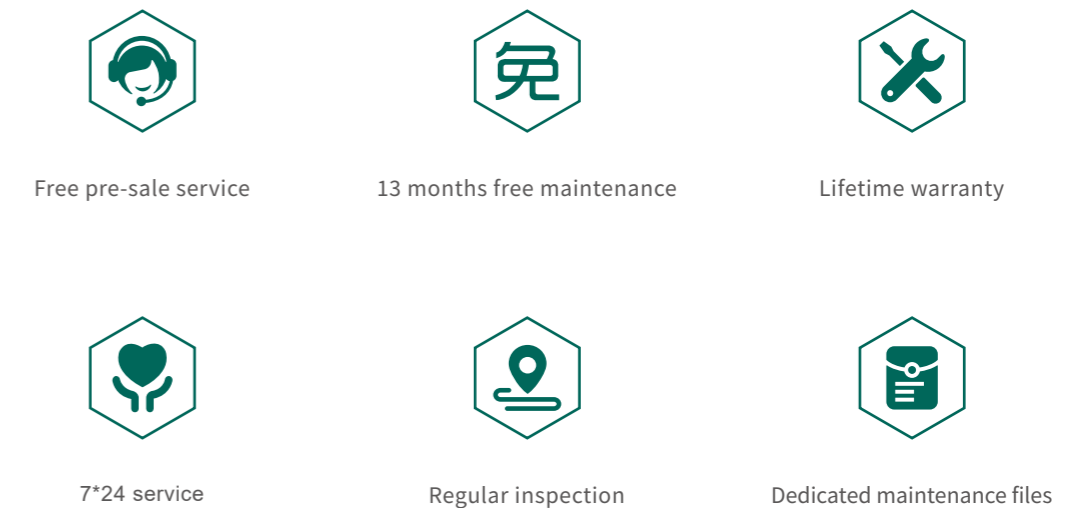 免
Free pre-sale service
13 months free maintenance
Lifetime warranty
7*24 service
Regular inspection
Dedicated maintenance files